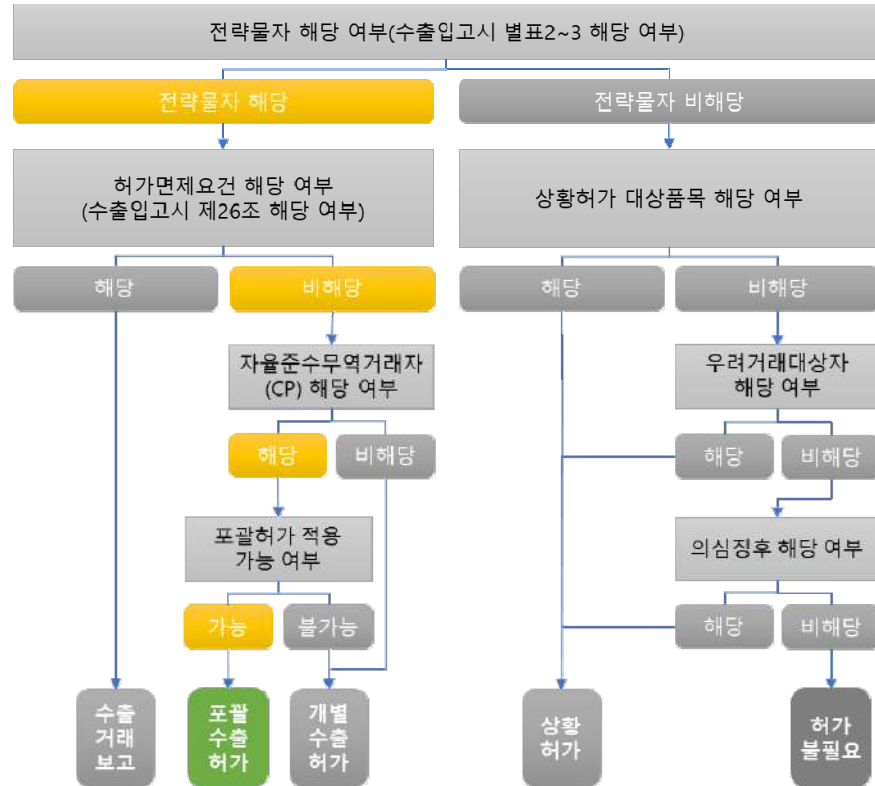 전략물자 해당 여부(수출입고시 별표2~3 해당 여부)
전략물자 해당
전략물자 비해당
허가면제요건 해당 여부
(수출입고시 제26조 해당 여부)
상황허가 대상품목 해당 여부
해당
비해당
해당
비해당
자율준수무역거래자
(CP) 해당 여부
우려거래대상자
해당 여부
해당
비해당
해당
비해당
포괄허가 적용
가능 여부
의심징후 해당 여부
가능
불가능
해당
비해당
수출
거래
보고
포괄
수출
허가
개별
수출
허가
상황
허가
허가
불필요